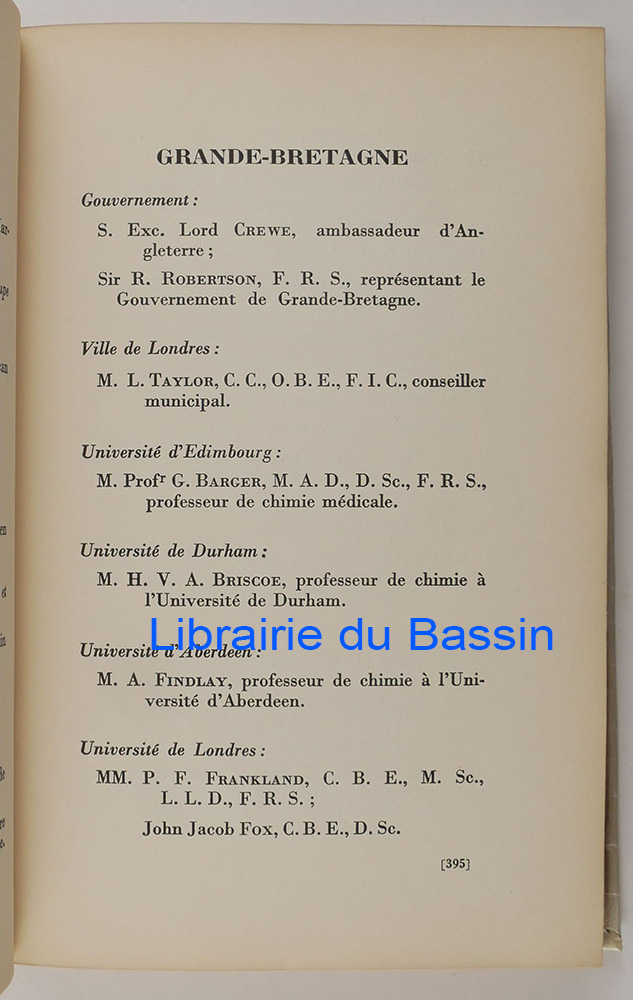 GRANDE-BRETAGNE
Gouvernement :
S. Exc. Lord CREWE, ambassadeur d'An-
gleterre ;
Sir R. ROBERTSON, F. R. S., représentant le
Gouvernement de Grande-Bretagne.
Ville de Londres :
M. L. TAYLOR, C. C., O. B. E., F. I. C., conseiller
municipal.
Université d'Edimbourg :
M. Profr G. BARGER, M. A. D., D. Sc., F. R. S.,
professeur de chimie médicale.
Université de Durham :
M. H. V. A. BRISCOE, professeur de chimie à
l'Université de Durham.
Librairie du Bassin
Université d'Aberdeen :
M. A. FINDLAY, professeur de chimie à l'Uni-
versité d'Aberdeen.
Université de Londres :
MM. P. F. FRANKLAND, C. B. E., M. Sc.,
L. L. D., F. R. S. ;
John Jacob FOX, C. B. E., D. Sc.
[395]